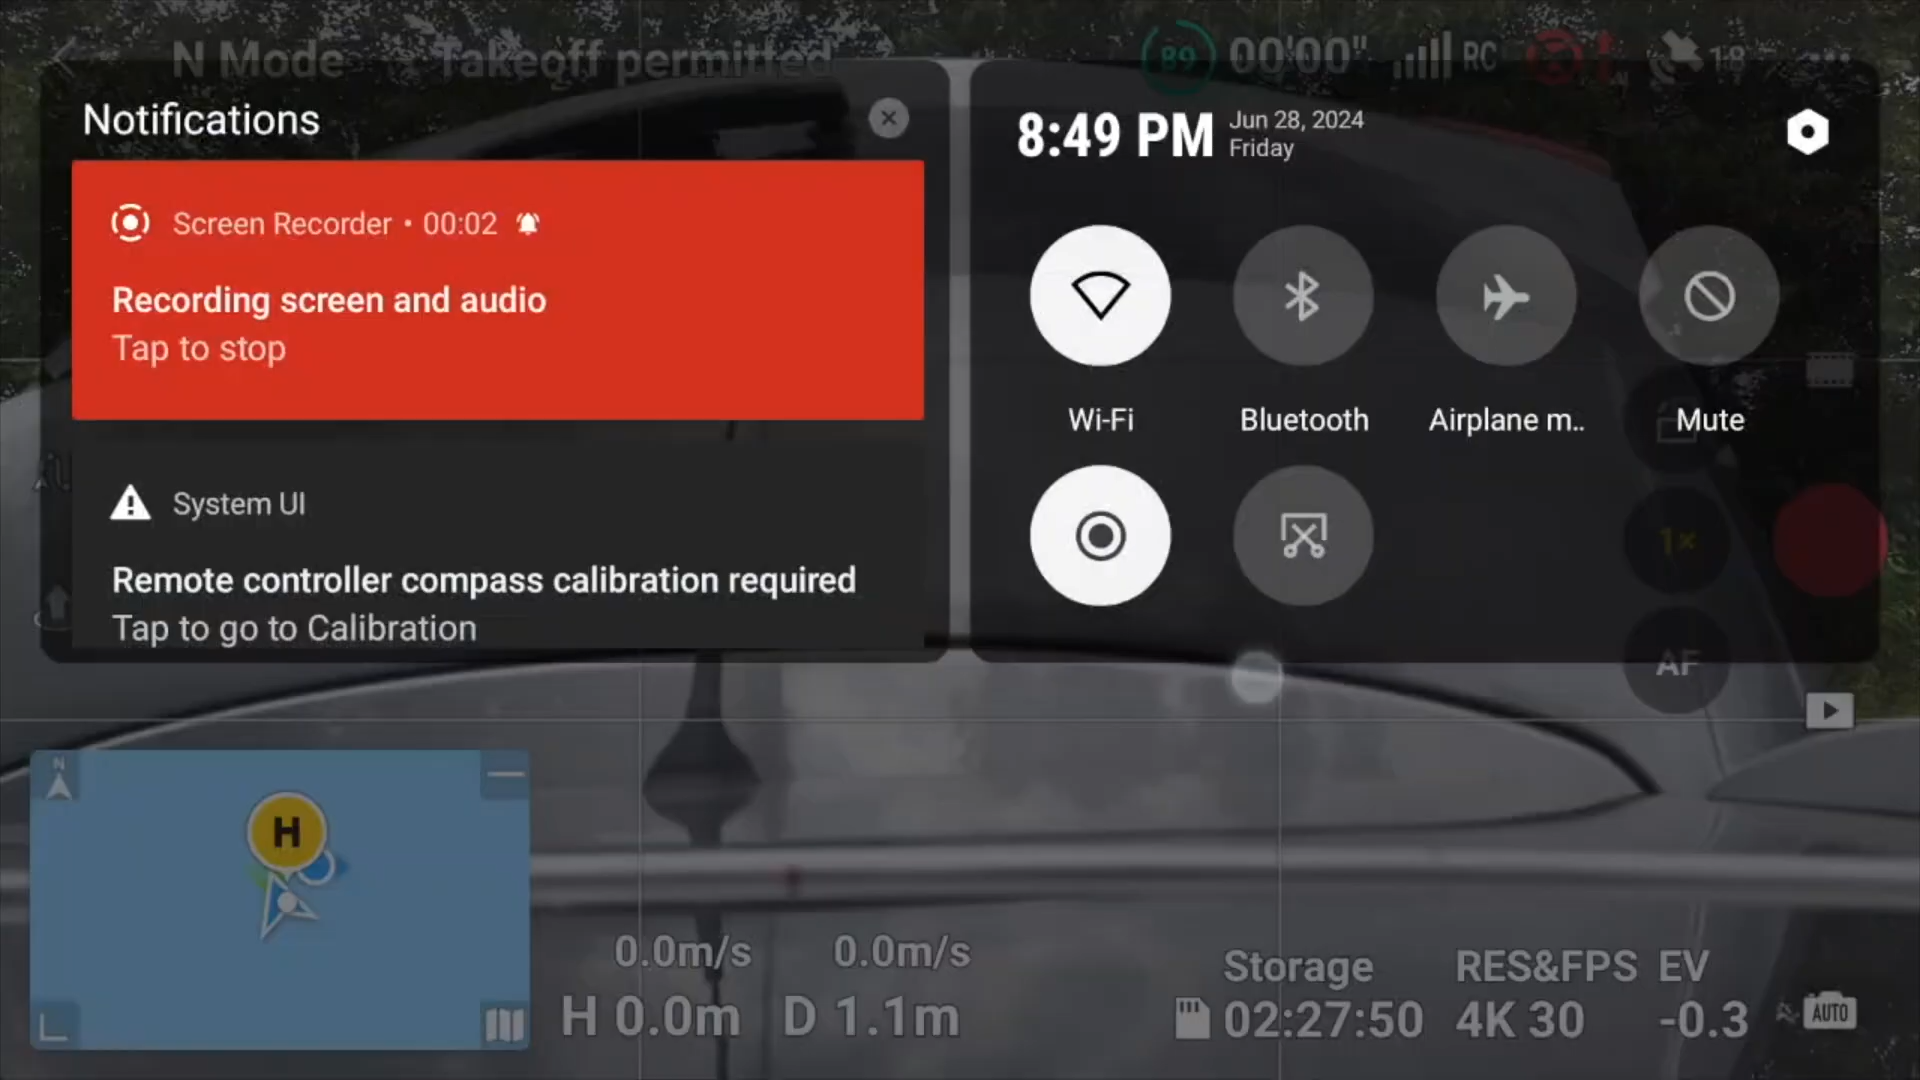 N Mode Takeoff permitted
89 00'00" RC 18
Notifications
Screen Recorder • 00:02
Recording screen and audio
Tap to stop
System UI
Remote controller compass calibration required
Tap to go to Calibration
8:49 PM Jun 28, 2024
Friday
Wi-Fi Bluetooth Airplane m.. Mute
1×
AF
N
H
0.0m/s 0.0m/s
H 0.0m D 1.1m
Storage RES&FPS EV
02:27:50 4K 30 -0.3 AUTO